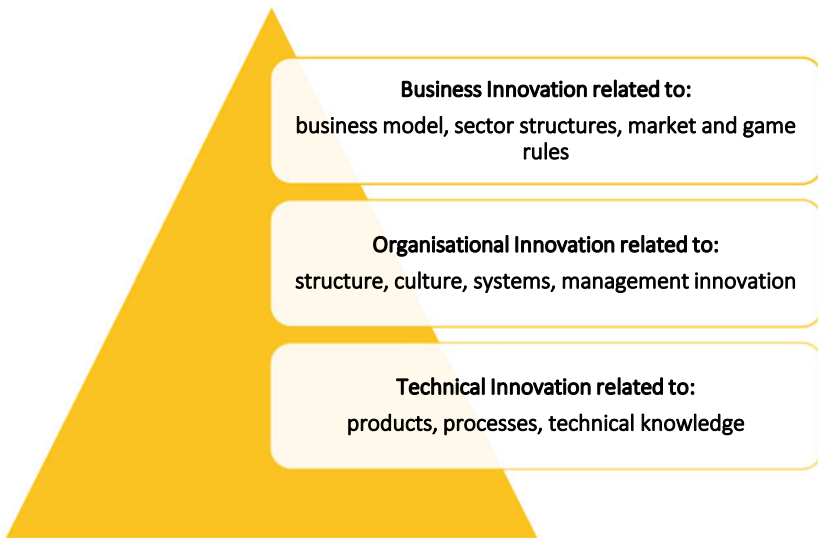 Business Innovation related to:
business model, sector structures, market and game
rules
Organisational Innovation related to:
structure, culture, systems, management innovation
Technical Innovation related to:
products, processes, technical knowledge